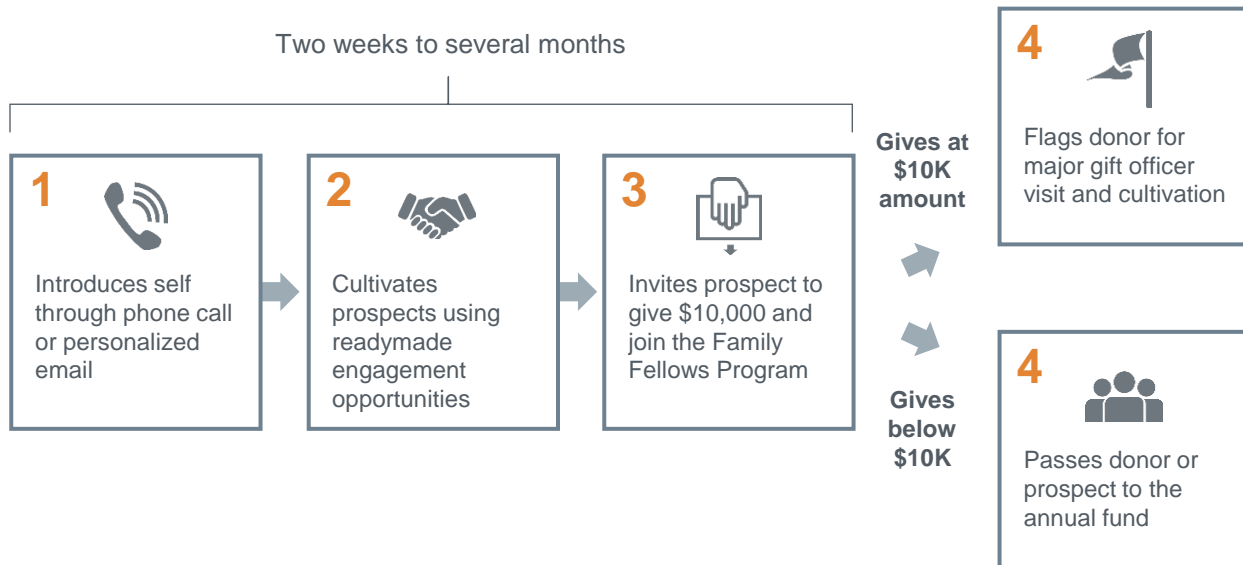 Two weeks to several months
1
Introduces self
through phone call
or personalized
email
2
Cultivates
prospects using
readymade
engagement
opportunities
3
Invites prospect to
give $10,000 and
join the Family
Fellows Program
Gives at
$10K
amount
4
Flags donor for
major gift officer
visit and cultivation
Gives
below
$10K
4
Passes donor or
prospect to the
annual fund